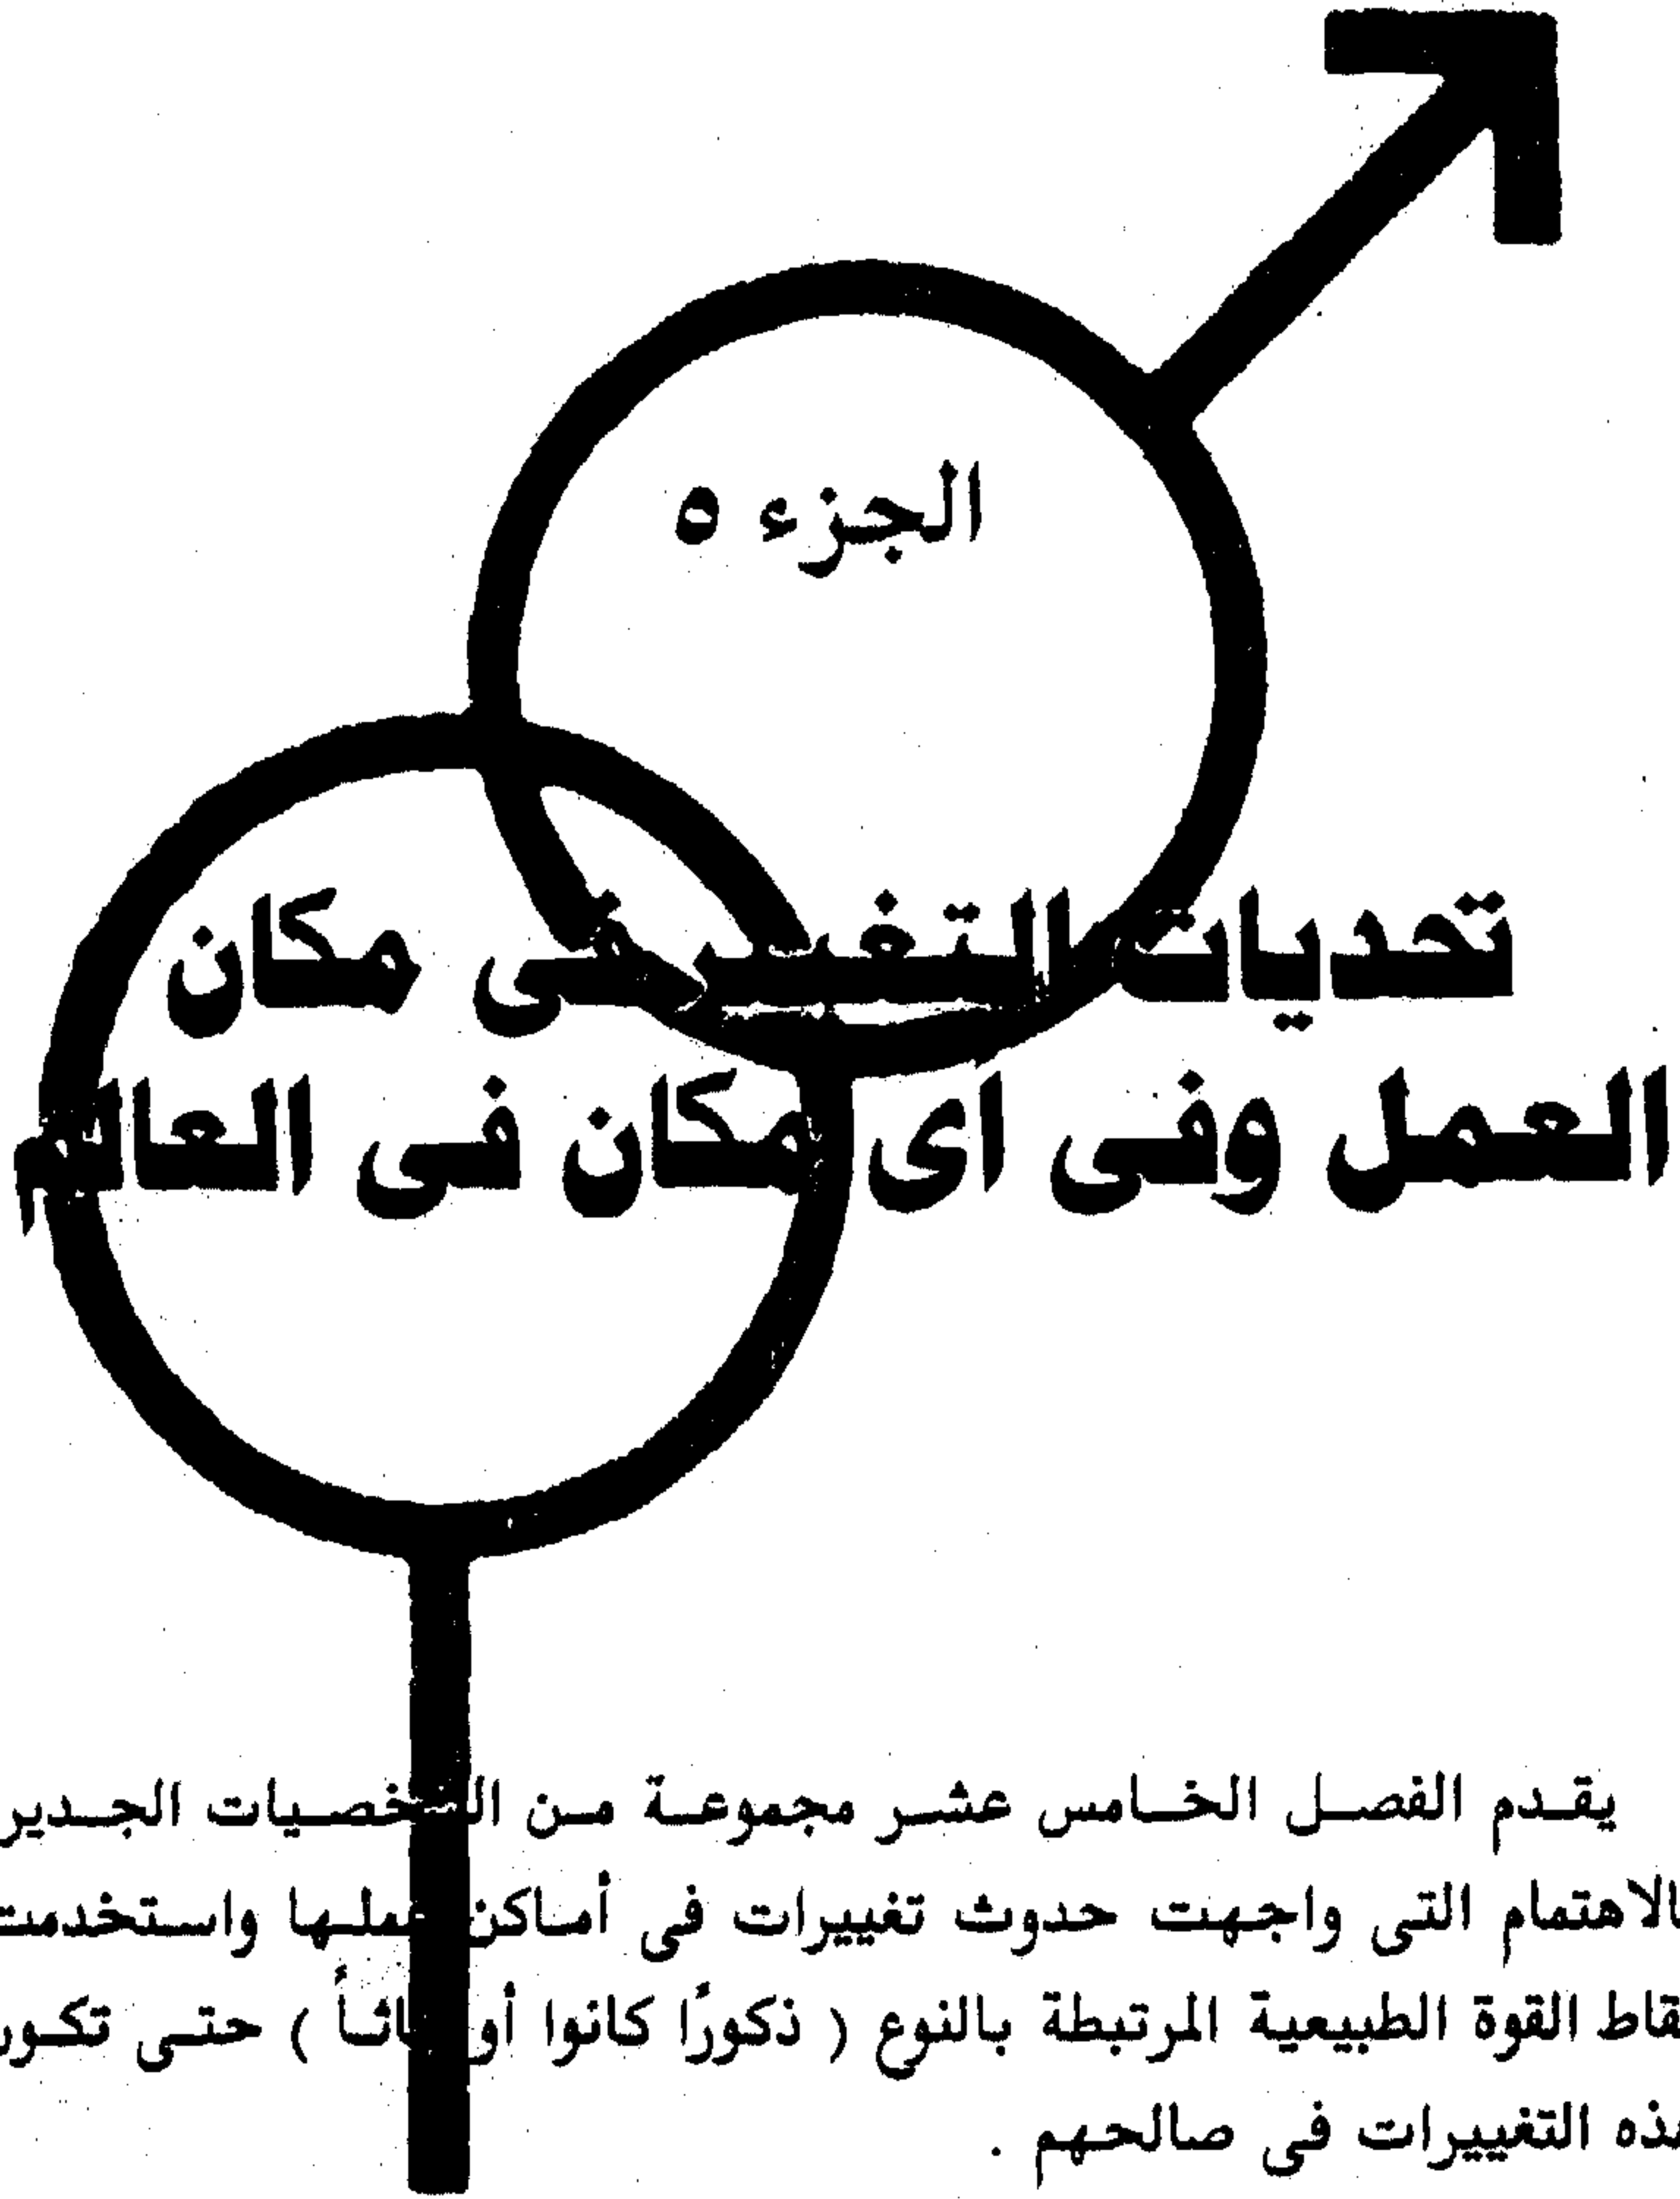 الجزء ٥
تحديات التغيير فى مكان
العمل وفى اى مكان فى العالم
يقدم الفصل الخامس عشر مجموعة من الشخصيات الجدير
بالاهتمام التى واجهت حدوث تغييرات فى أماكن عملها واستخدمت
نقاط القوة الطبيعية المرتبطة بالنوع ( ذكورًا كانوا أو إناثاً ) حتى تكون
هذه التغييرات فى صالحهم .